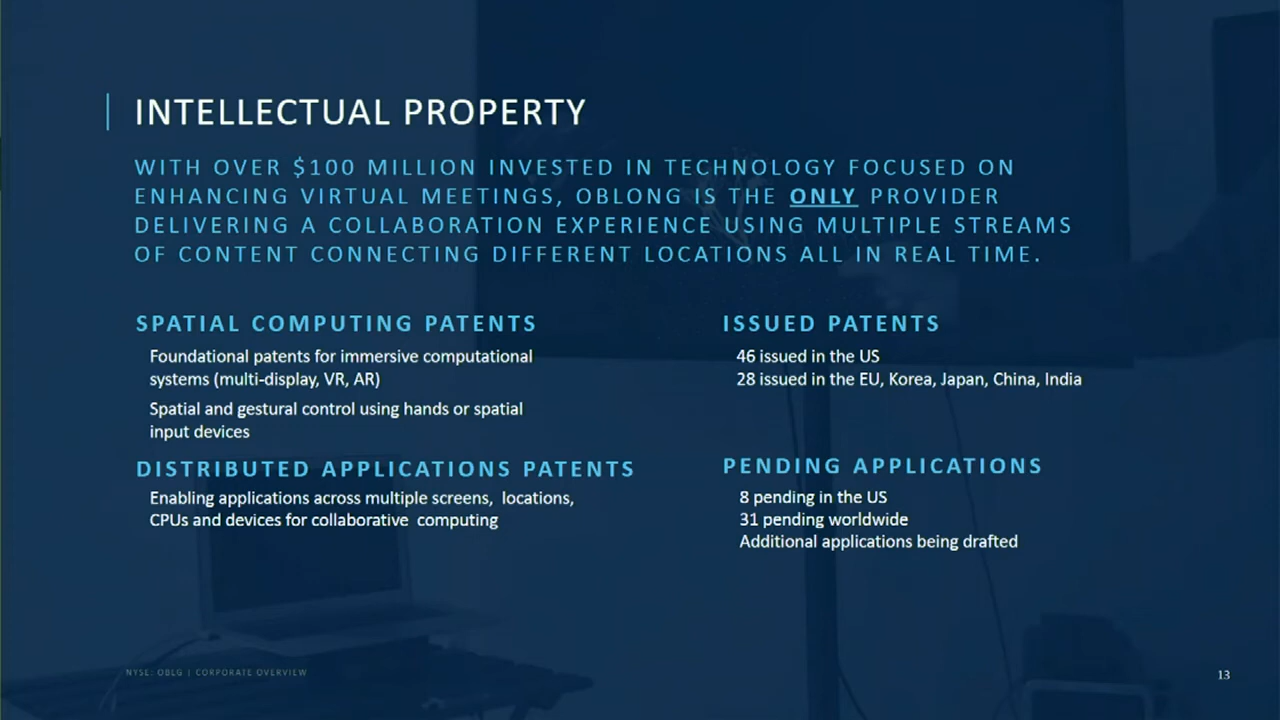 INTELLECTUAL PROPERTY
WITH OVER $100 MILLION INVESTED IN TECHNOLOGY FOCUSED ON
ENHANCING VIRTUAL MEETINGS, OBLONG IS THE ONLY PROVIDER
DELIVERING A COLLABORATION EXPERIENCE USING MULTIPLE STREAMS
OF CONTENT CONNECTING DIFFERENT LOCATIONS ALL IN REAL TIME.
SPATIAL COMPUTING PATENTS
Foundational patents for immersive computational
systems (multi-display, VR, AR)
Spatial and gestural control using hands or spatial
input devices
DISTRIBUTED APPLICATIONS PATENTS
Enabling applications across multiple screens, locations,
CPUs and devices for collaborative computing
ISSUED PATENTS
46 issued in the US
28 issued in the EU, Korea, Japan, China, India
PENDING APPLICATIONS
8 pending in the US
31 pending worldwide
Additional applications being drafted
NYSE: OBLG | CORPORATE OVERVIEW
13